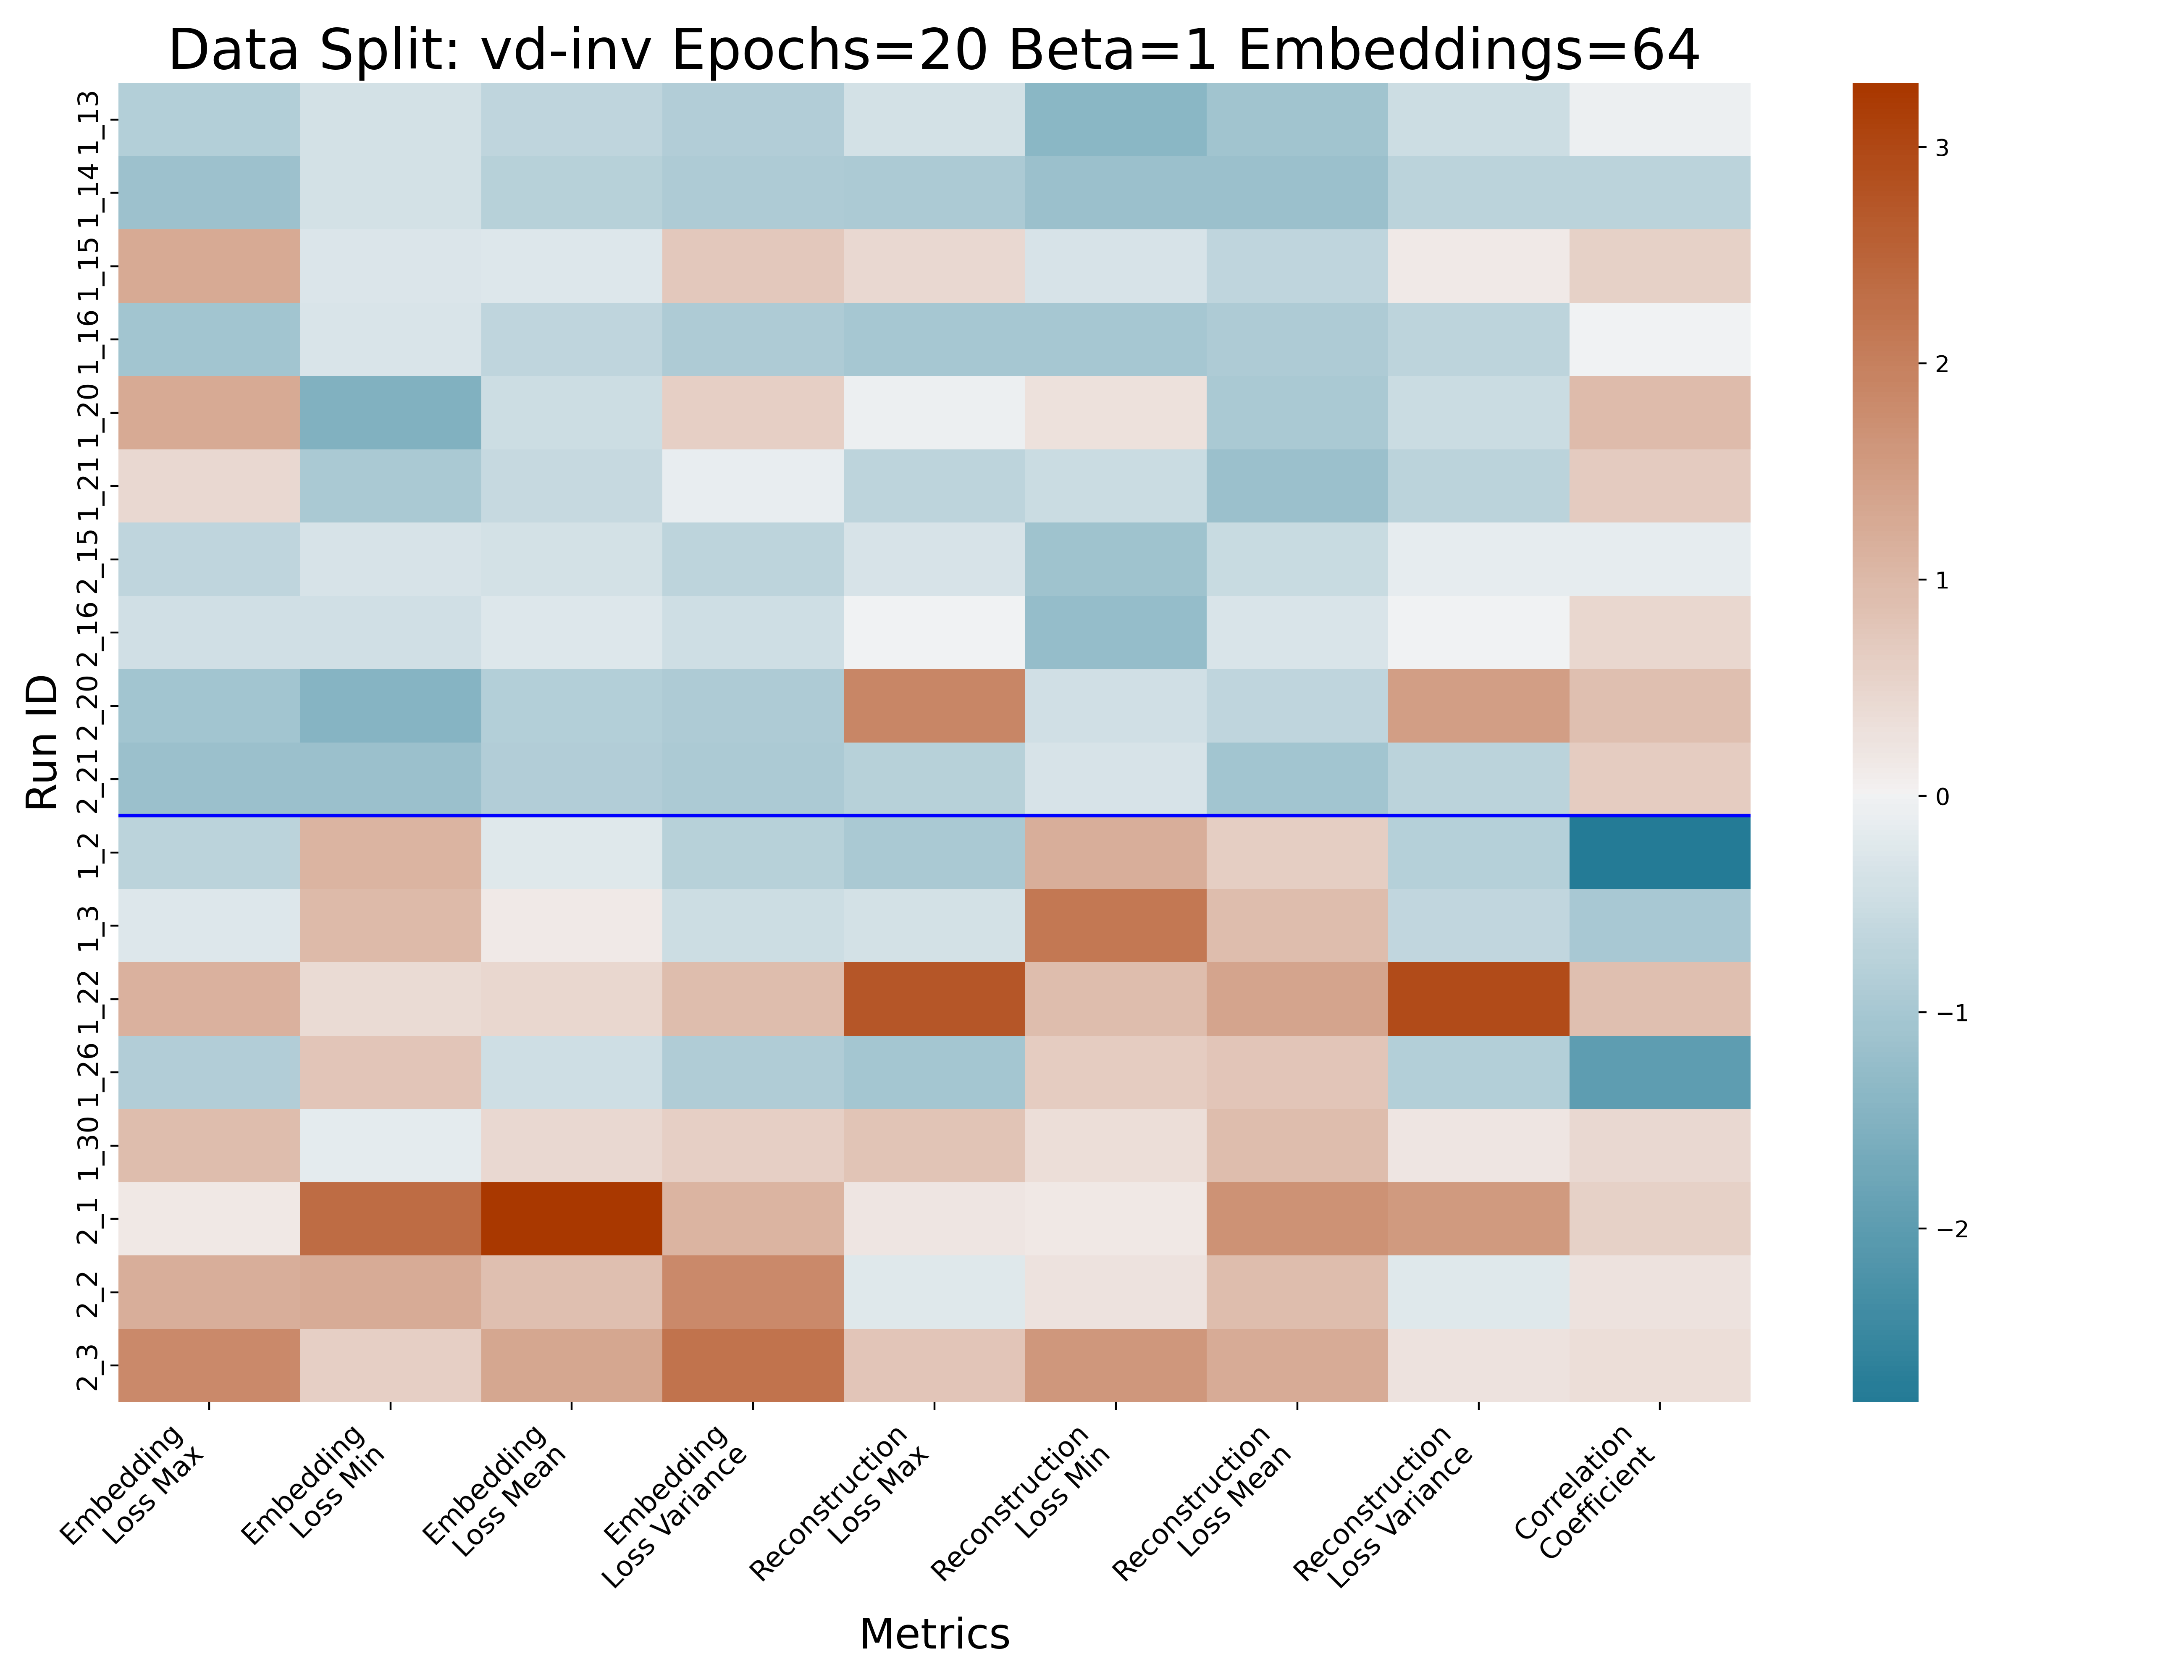 Data Split: vd-inv Epochs=20 Beta=1 Embeddings=64
Run ID
1_13
1_14
1_15
1_16
1_20
1_21
2_15
2_16
2_20
2_21
1_2
1_3
1_22
1_26
1_30
2_1
2_2
2_3
Embedding
Loss Max
Embedding
Loss Min
Embedding
Loss Mean
Embedding
Loss Variance
Reconstruction
Loss Max
Reconstruction
Loss Min
Reconstruction
Loss Mean
Reconstruction
Loss Variance
Correlation
Coefficient
Metrics
3
2
1
0
−1
−2